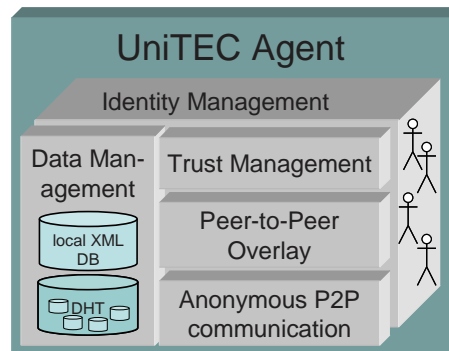 UniTEC Agent
Identity Management
Data Man-
agement
local XML
DB
DHT
Trust Management
Peer-to-Peer
Overlay
Anonymous P2P
communication